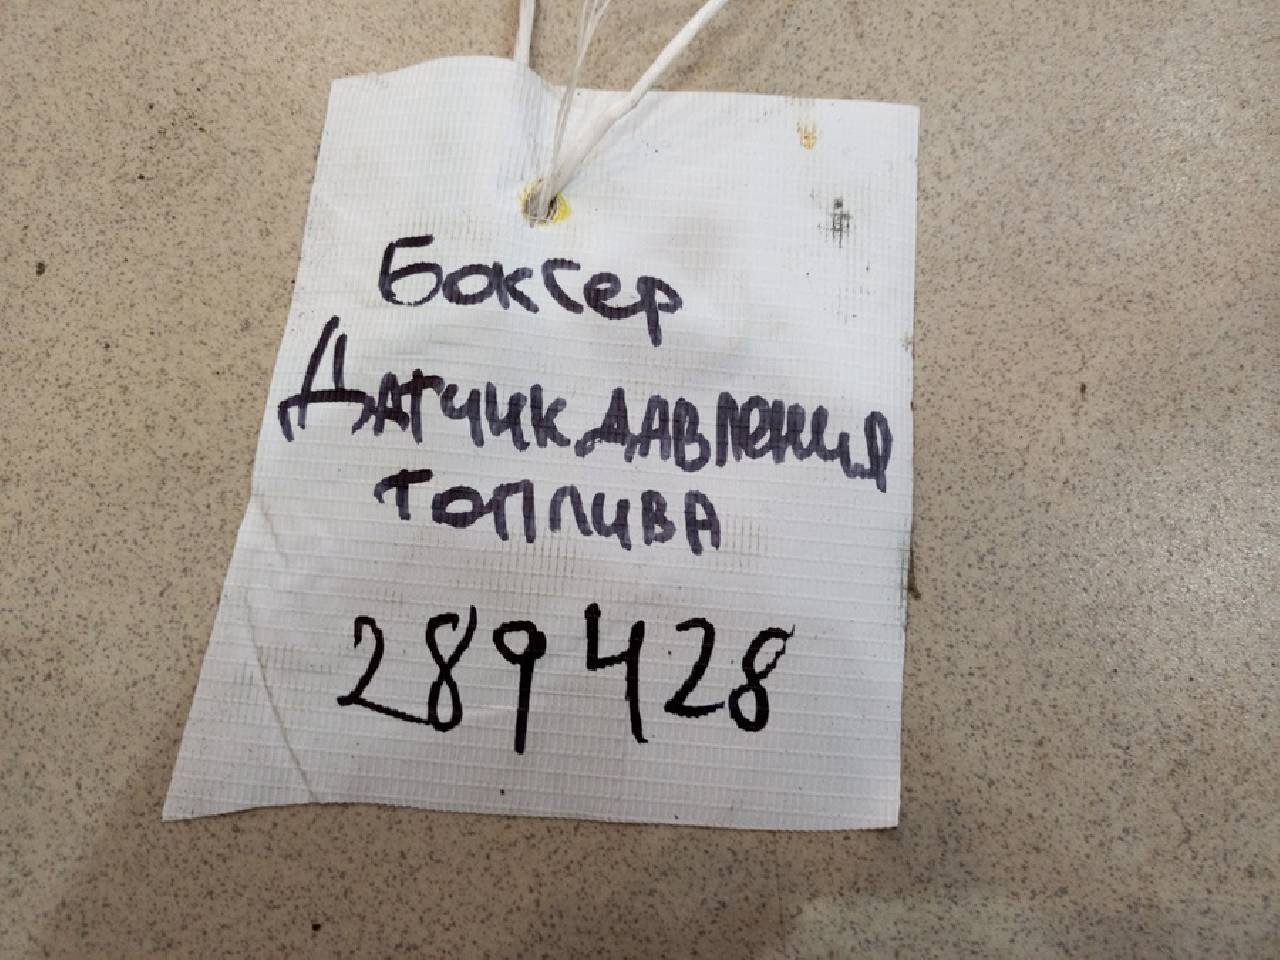 Боксер
Датчик давления
топлива
289428